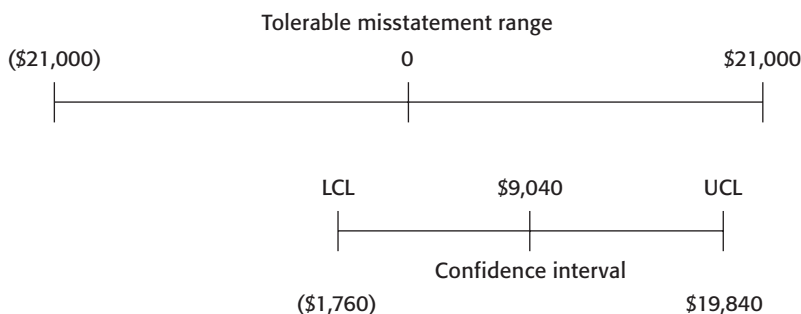 Tolerable misstatement range
($21,000) 0 $21,000
LCL $9,040 UCL
Confidence interval
($1,760) $19,840